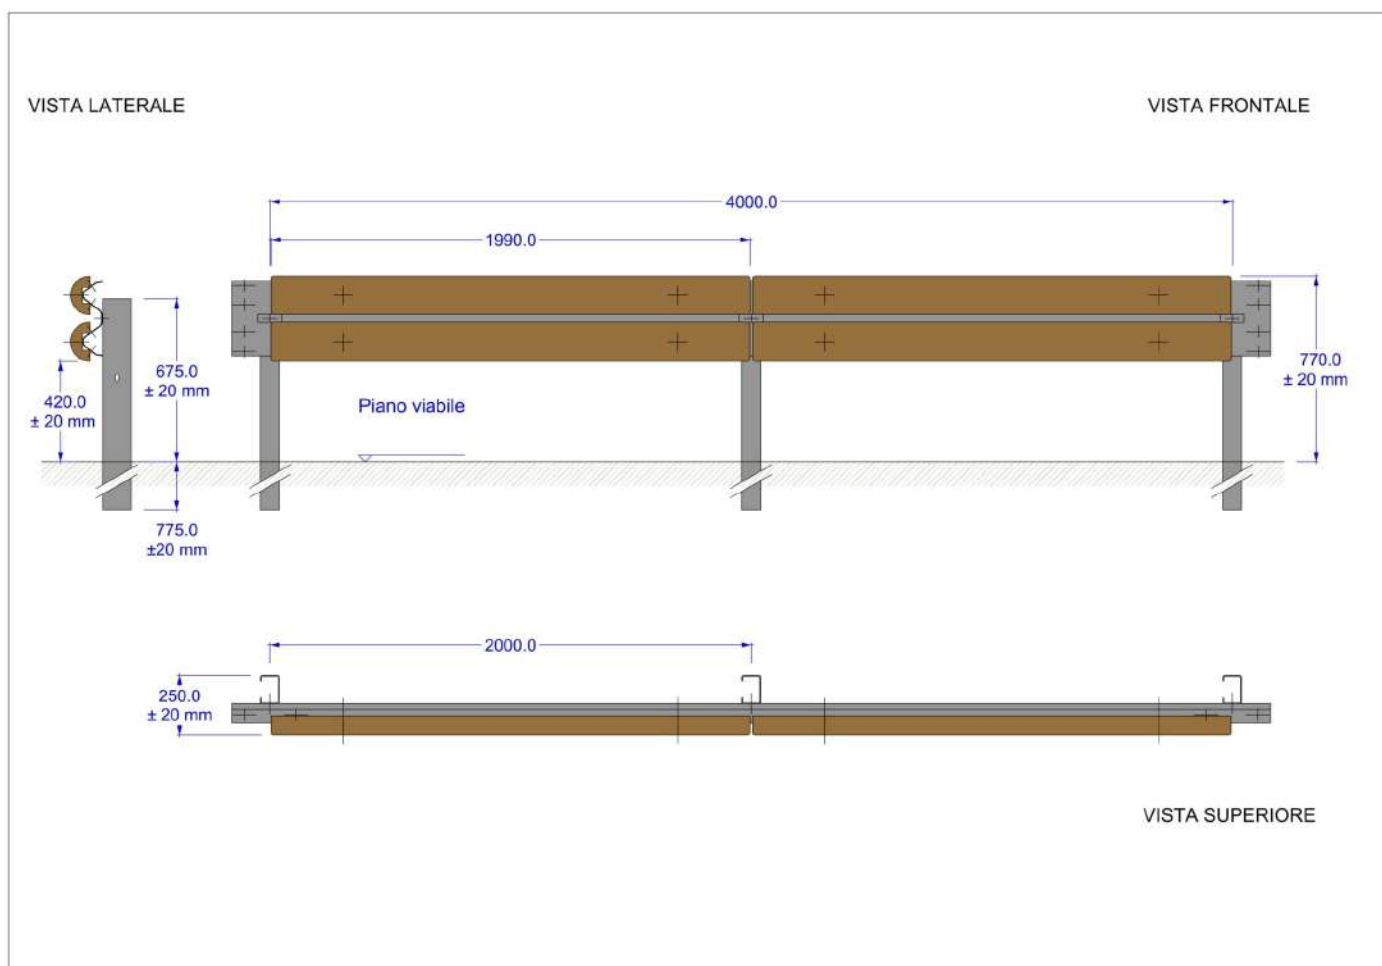 VISTA LATERALE
VISTA FRONTALE
4000.0
1990.0
675.0
± 20 mm
420.0
± 20 mm
Piano viabile
770.0
± 20 mm
775.0
±20 mm
2000.0
250.0
± 20 mm
VISTA SUPERIORE